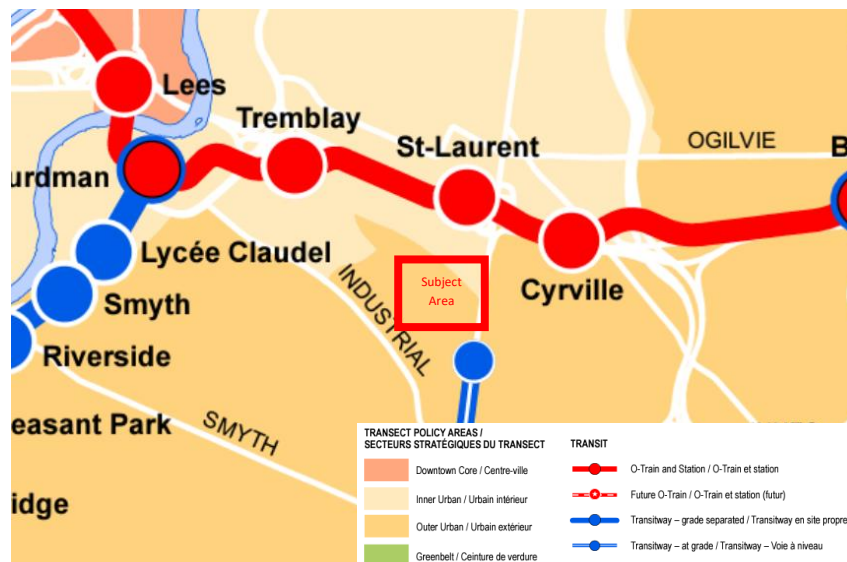 Lees
Tremblay
OGILVIE
St-Laurent
B
urdman
Lycée Claudel
Subject
Area
Cyrville
INDUSTRIAL
Smyth
Riverside
easant Park
SMYTH
idge
TRANSECT POLICY AREAS /
SECTEURS STRATÉGIQUES DU TRANSECT
Downtown Core / Centre-ville
Inner Urban / Urbain intérieur
Outer Urban / Urbain extérieur
Greenbelt / Ceinture de verdure
TRANSIT
O-Train and Station / O-Train et station
Future O-Train / O-Train et station (futur)
Transitway – grade separated / Transitway en site propre
Transitway – at grade / Transitway – Voie à niveau